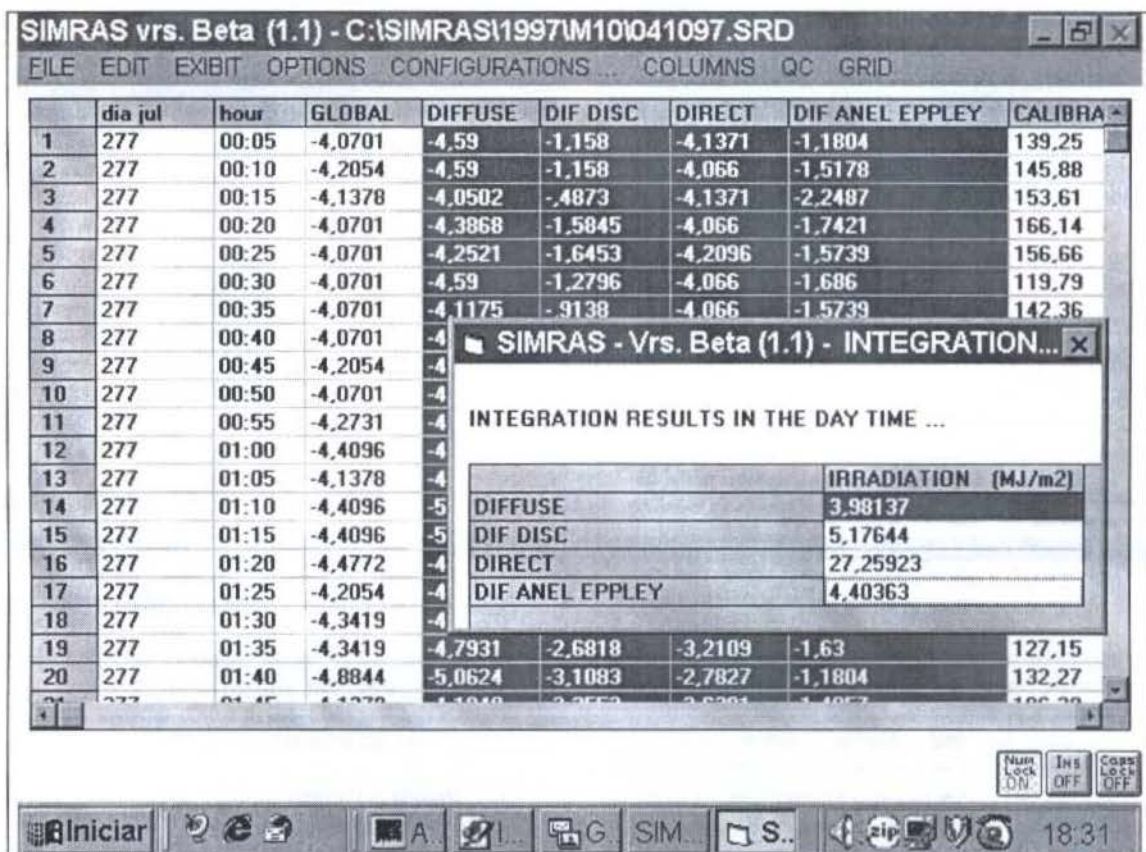 SIMRAS vrs. Beta (1.1) - C:\SIMRAS\1997\M10\041097.SRD
FILE EDIT EXIBIT OPTIONS CONFIGURATIONS ... COLUMNS QC GRID
dia jul hour GLOBAL DIFFUSE DIF DISC DIRECT DIF ANEL EPPLEY CALIBRA
1 277 00:05 -4,0701 -4,59 -1,158 -4,1371 -1,1804 139,25
2 277 00:10 -4,2054 -4,59 -1,158 -4,066 -1,5178 145,88
3 277 00:15 -4,1378 -4,0502 -,4873 -4,1371 -2,2487 153,61
4 277 00:20 -4,0701 -4,3868 -1,5845 -4,066 -1,7421 166,14
5 277 00:25 -4,0701 -4,2521 -1,6453 -4,2096 -1,5739 156,66
6 277 00:30 -4,0701 -4,59 -1,2796 -4,066 -1,686 119,79
7 277 00:35 -4,0701 -4,1175 -,9138 -4,066 -1,5739 142,36
8 277 00:40 -4,0701 -4
9 277 00:45 -4,2054 -4
10 277 00:50 -4,0701 -4
11 277 00:55 -4,2731 -4
12 277 01:00 -4,4096 -4
13 277 01:05 -4,1378 -4
14 277 01:10 -4,4096 -5
15 277 01:15 -4,4096 -5
16 277 01:20 -4,4772 -4
17 277 01:25 -4,2054 -4
18 277 01:30 -4,3419 -4
19 277 01:35 -4,3419 -4,7931 -2,6818 -3,2109 -1,63 127,15
20 277 01:40 -4,8844 -5,0624 -3,1083 -2,7827 -1,1804 132,27
SIMRAS - Vrs. Beta (1.1) - INTEGRATION...
INTEGRATION RESULTS IN THE DAY TIME ...
IRRADIATION (MJ/m2)
DIFFUSE 3,98137
DIF DISC 5,17644
DIRECT 27,25923
DIF ANEL EPPLEY 4,40363
Num Lock ON INS OFF Caps Lock OFF
Iniciar A.. I... G.. SIM... S.. zip 18:31